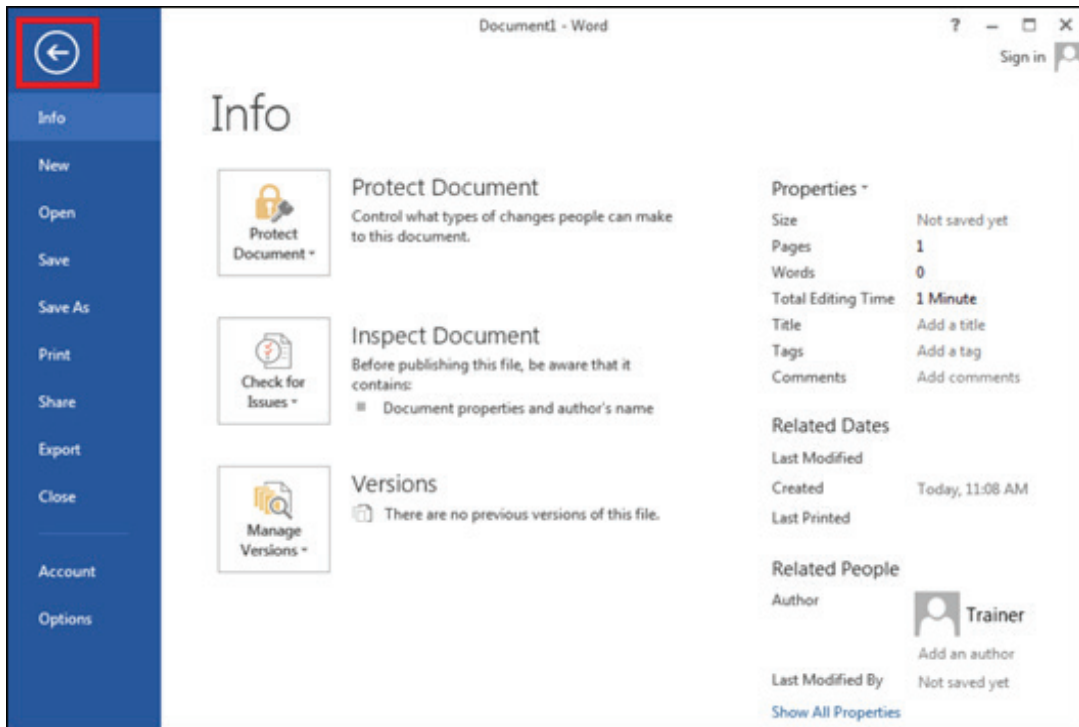 Document1 - Word
?
Sign in
Info
New
Open
Save
Save As
Print
Share
Export
Close
Account
Options
Info
Protect
Document
Protect Document
Control what types of changes people can make
to this document.
Check for
Issues
Inspect Document
Before publishing this file, be aware that it
contains:
Document properties and author's name
Manage
Versions
Versions
There are no previous versions of this file.
Properties
Size Not saved yet
Pages 1
Words 0
Total Editing Time 1 Minute
Title Add a title
Tags Add a tag
Comments Add comments
Related Dates
Last Modified
Created Today, 11:08 AM
Last Printed
Related People
Author Trainer
Add an author
Last Modified By Not saved yet
Show All Properties